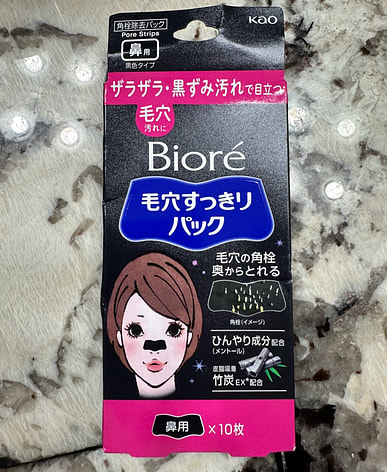 角栓除去パック
Kao
Pore Strips
鼻用
黒色タイプ
ザラザラ・黒ずみ汚れで目立つ
毛穴
汚れに
Bioré
毛穴すっきり
パック
毛穴の角栓
奥からとれる
角栓(イメージ)
ひんやり成分配合
(メントール)
皮脂吸着
竹炭EX*配合
鼻用 ×10枚